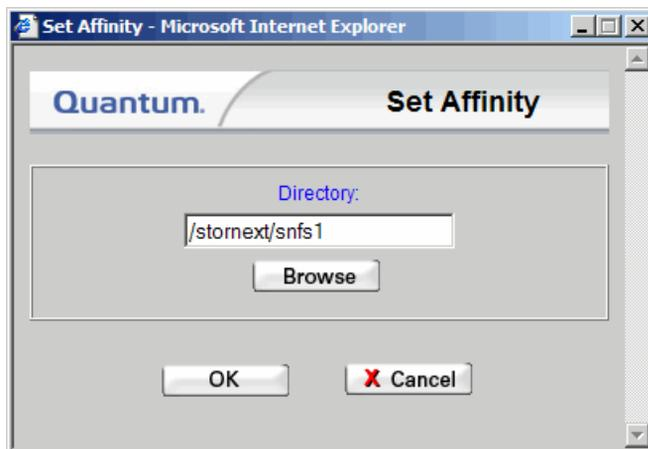 Set Affinity - Microsoft Internet Explorer
Quantum.
Set Affinity
Directory:
/stornext/snfs1
Browse
OK
X Cancel